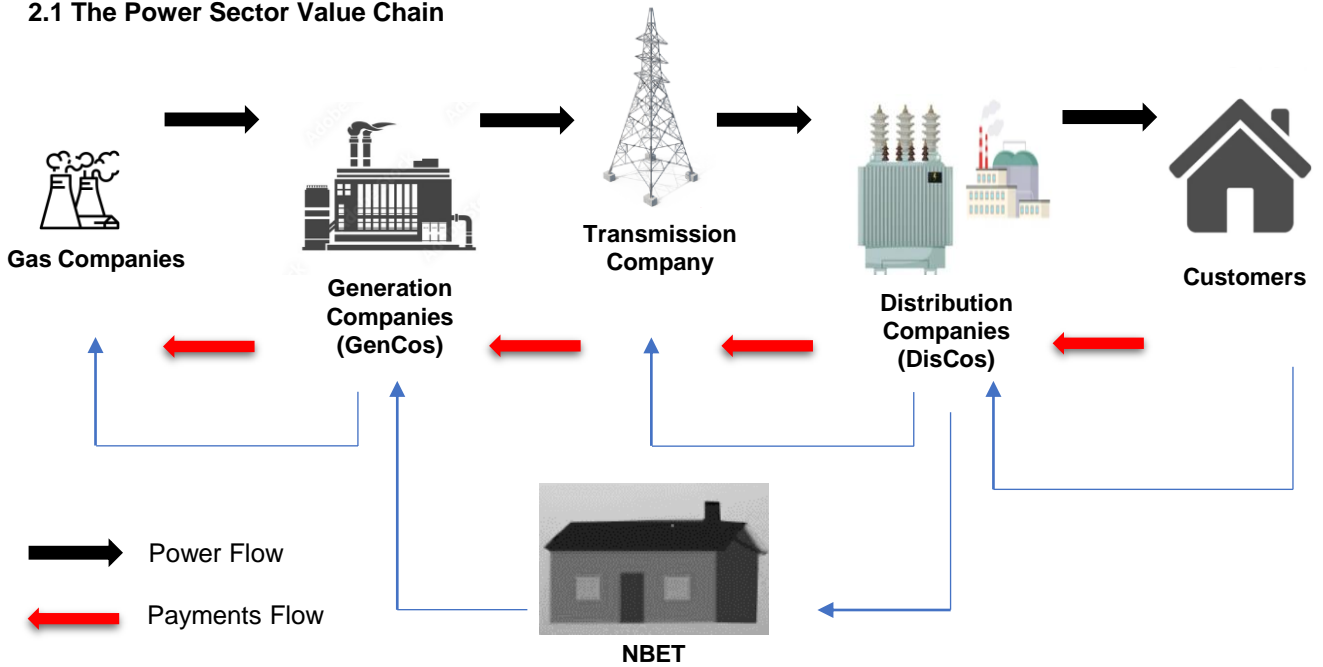 2.1 The Power Sector Value Chain
Gas Companies
Generation
Companies
(GenCos)
Transmission
Company
Distribution
Companies
(DisCos)
Customers
Power Flow
Payments Flow
NBET